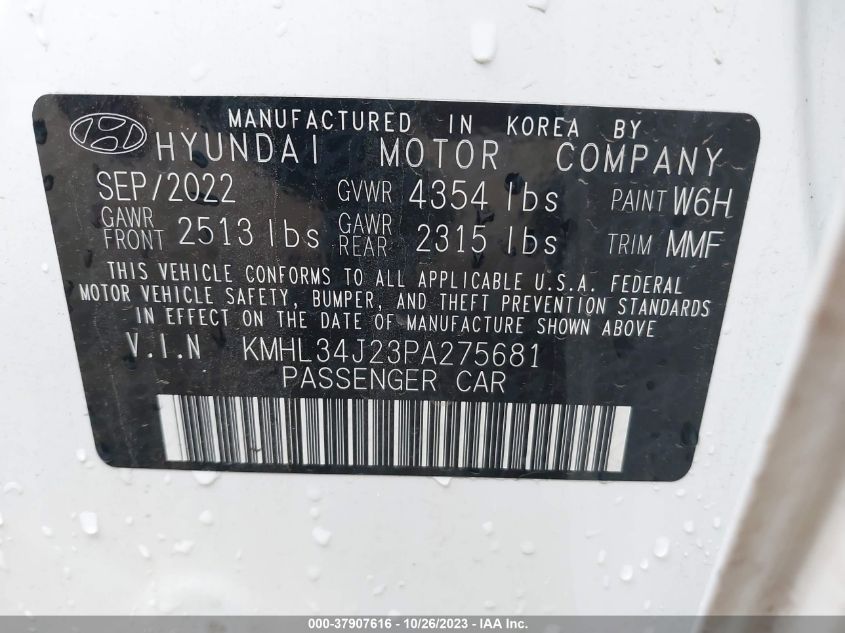 MANUFACTURED IN KOREA BY
HYUNDAI MOTOR COMPANY
SEP/2022 GVWR 4354 lbs PAINT W6H
GAWR FRONT 2513 lbs GAWR REAR 2315 lbs TRIM MMF
THIS VEHICLE CONFORMS TO ALL APPLICABLE U.S.A. FEDERAL
MOTOR VEHICLE SAFETY, BUMPER, AND THEFT PREVENTION STANDARDS
IN EFFECT ON THE DATE OF MANUFACTURE SHOWN ABOVE
V.I.N KMHL34J23PA275681
PASSENGER CAR
000-37907616 - 10/26/2023 - IAA Inc.